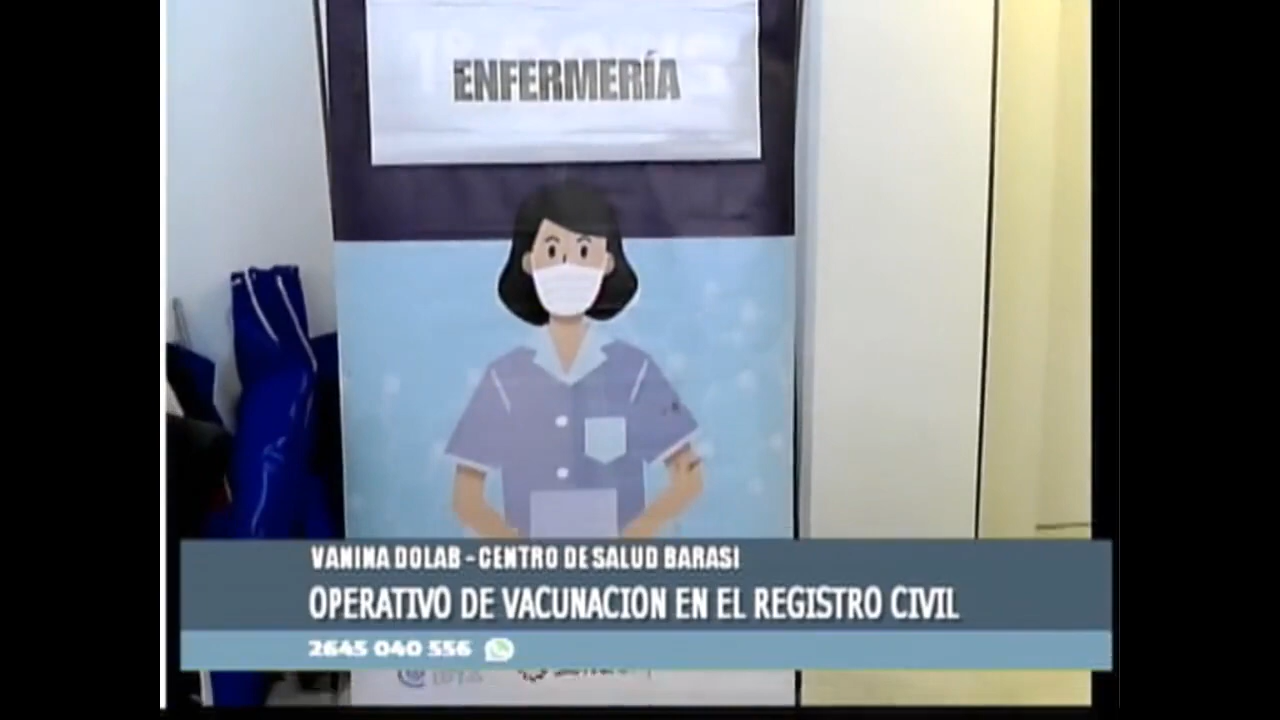 ENFERMERÍA
VANINA DOLAB - CENTRO DE SALUD BARASI
OPERATIVO DE VACUNACION EN EL REGISTRO CIVIL
2645 040 556